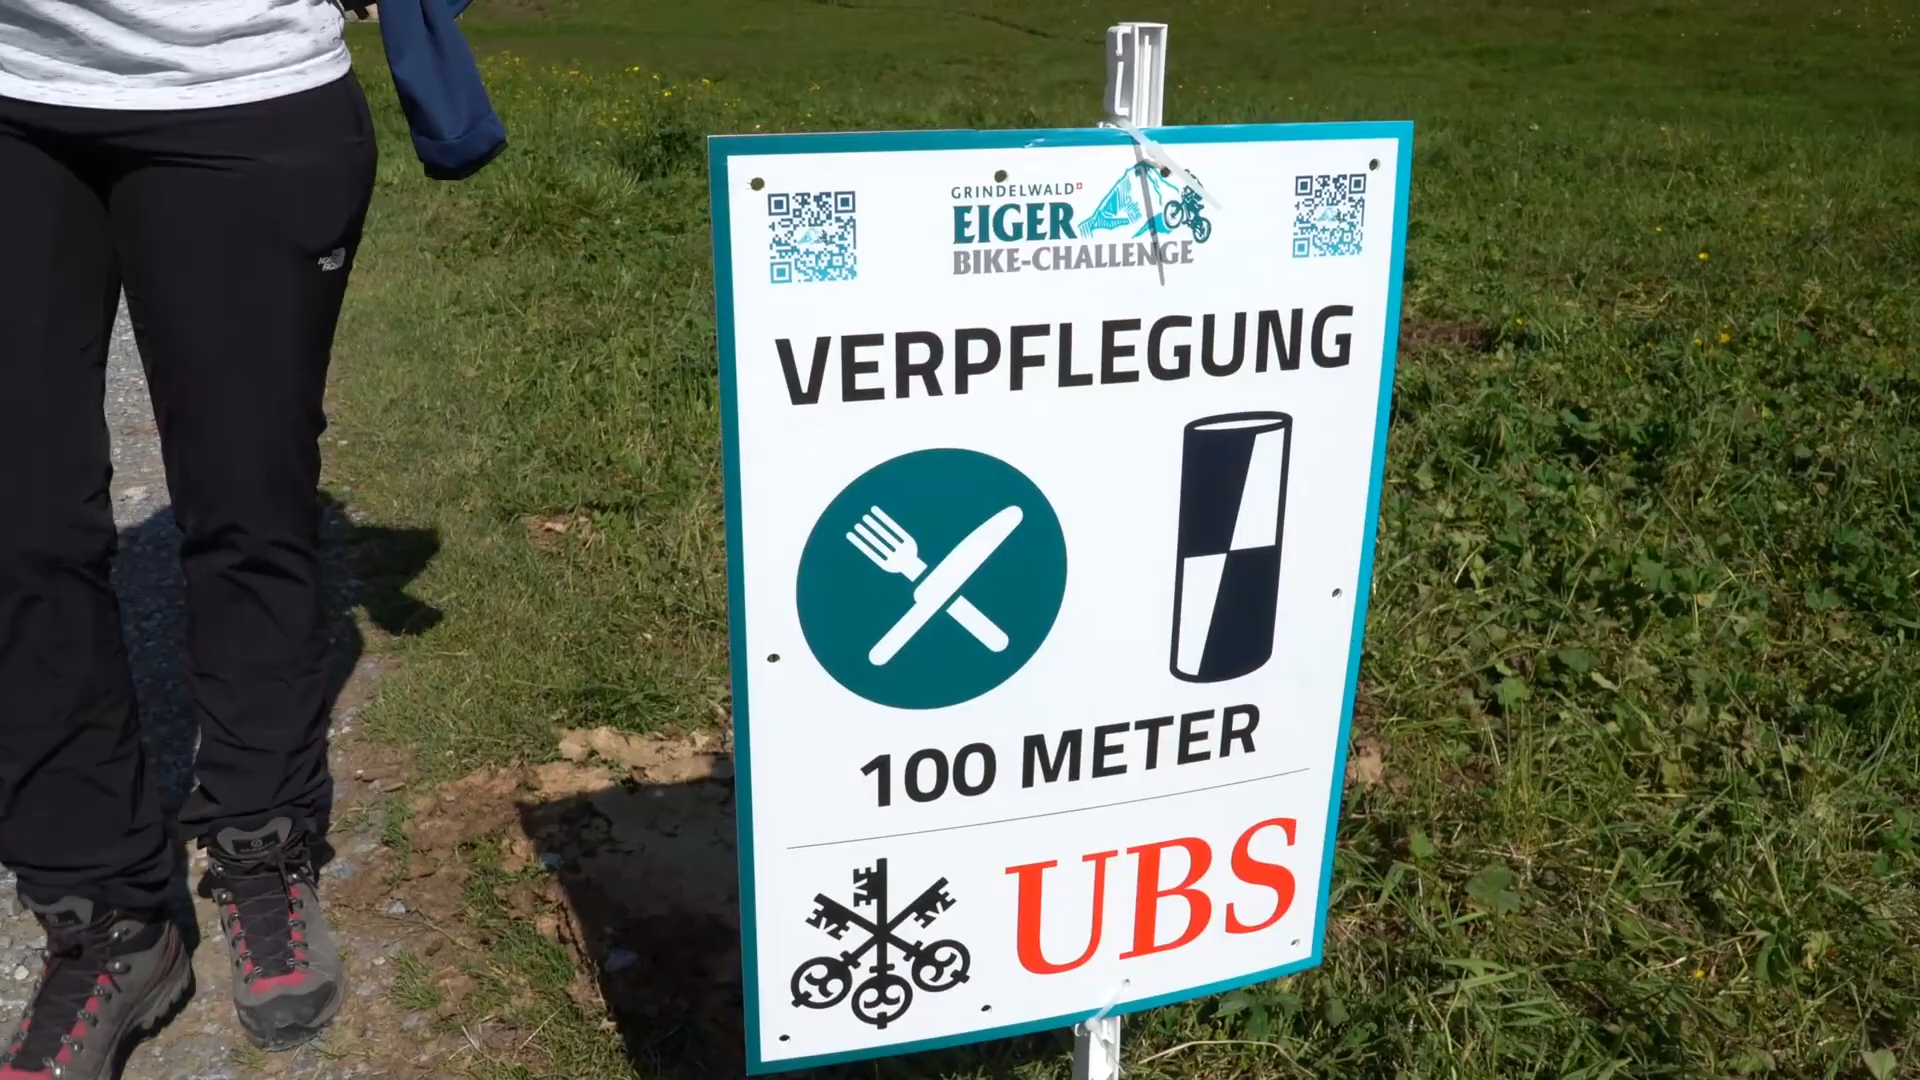 GRINDELWALD
EIGER
BIKE-CHALLENGE
VERPFLEGUNG
100 METER
UBS